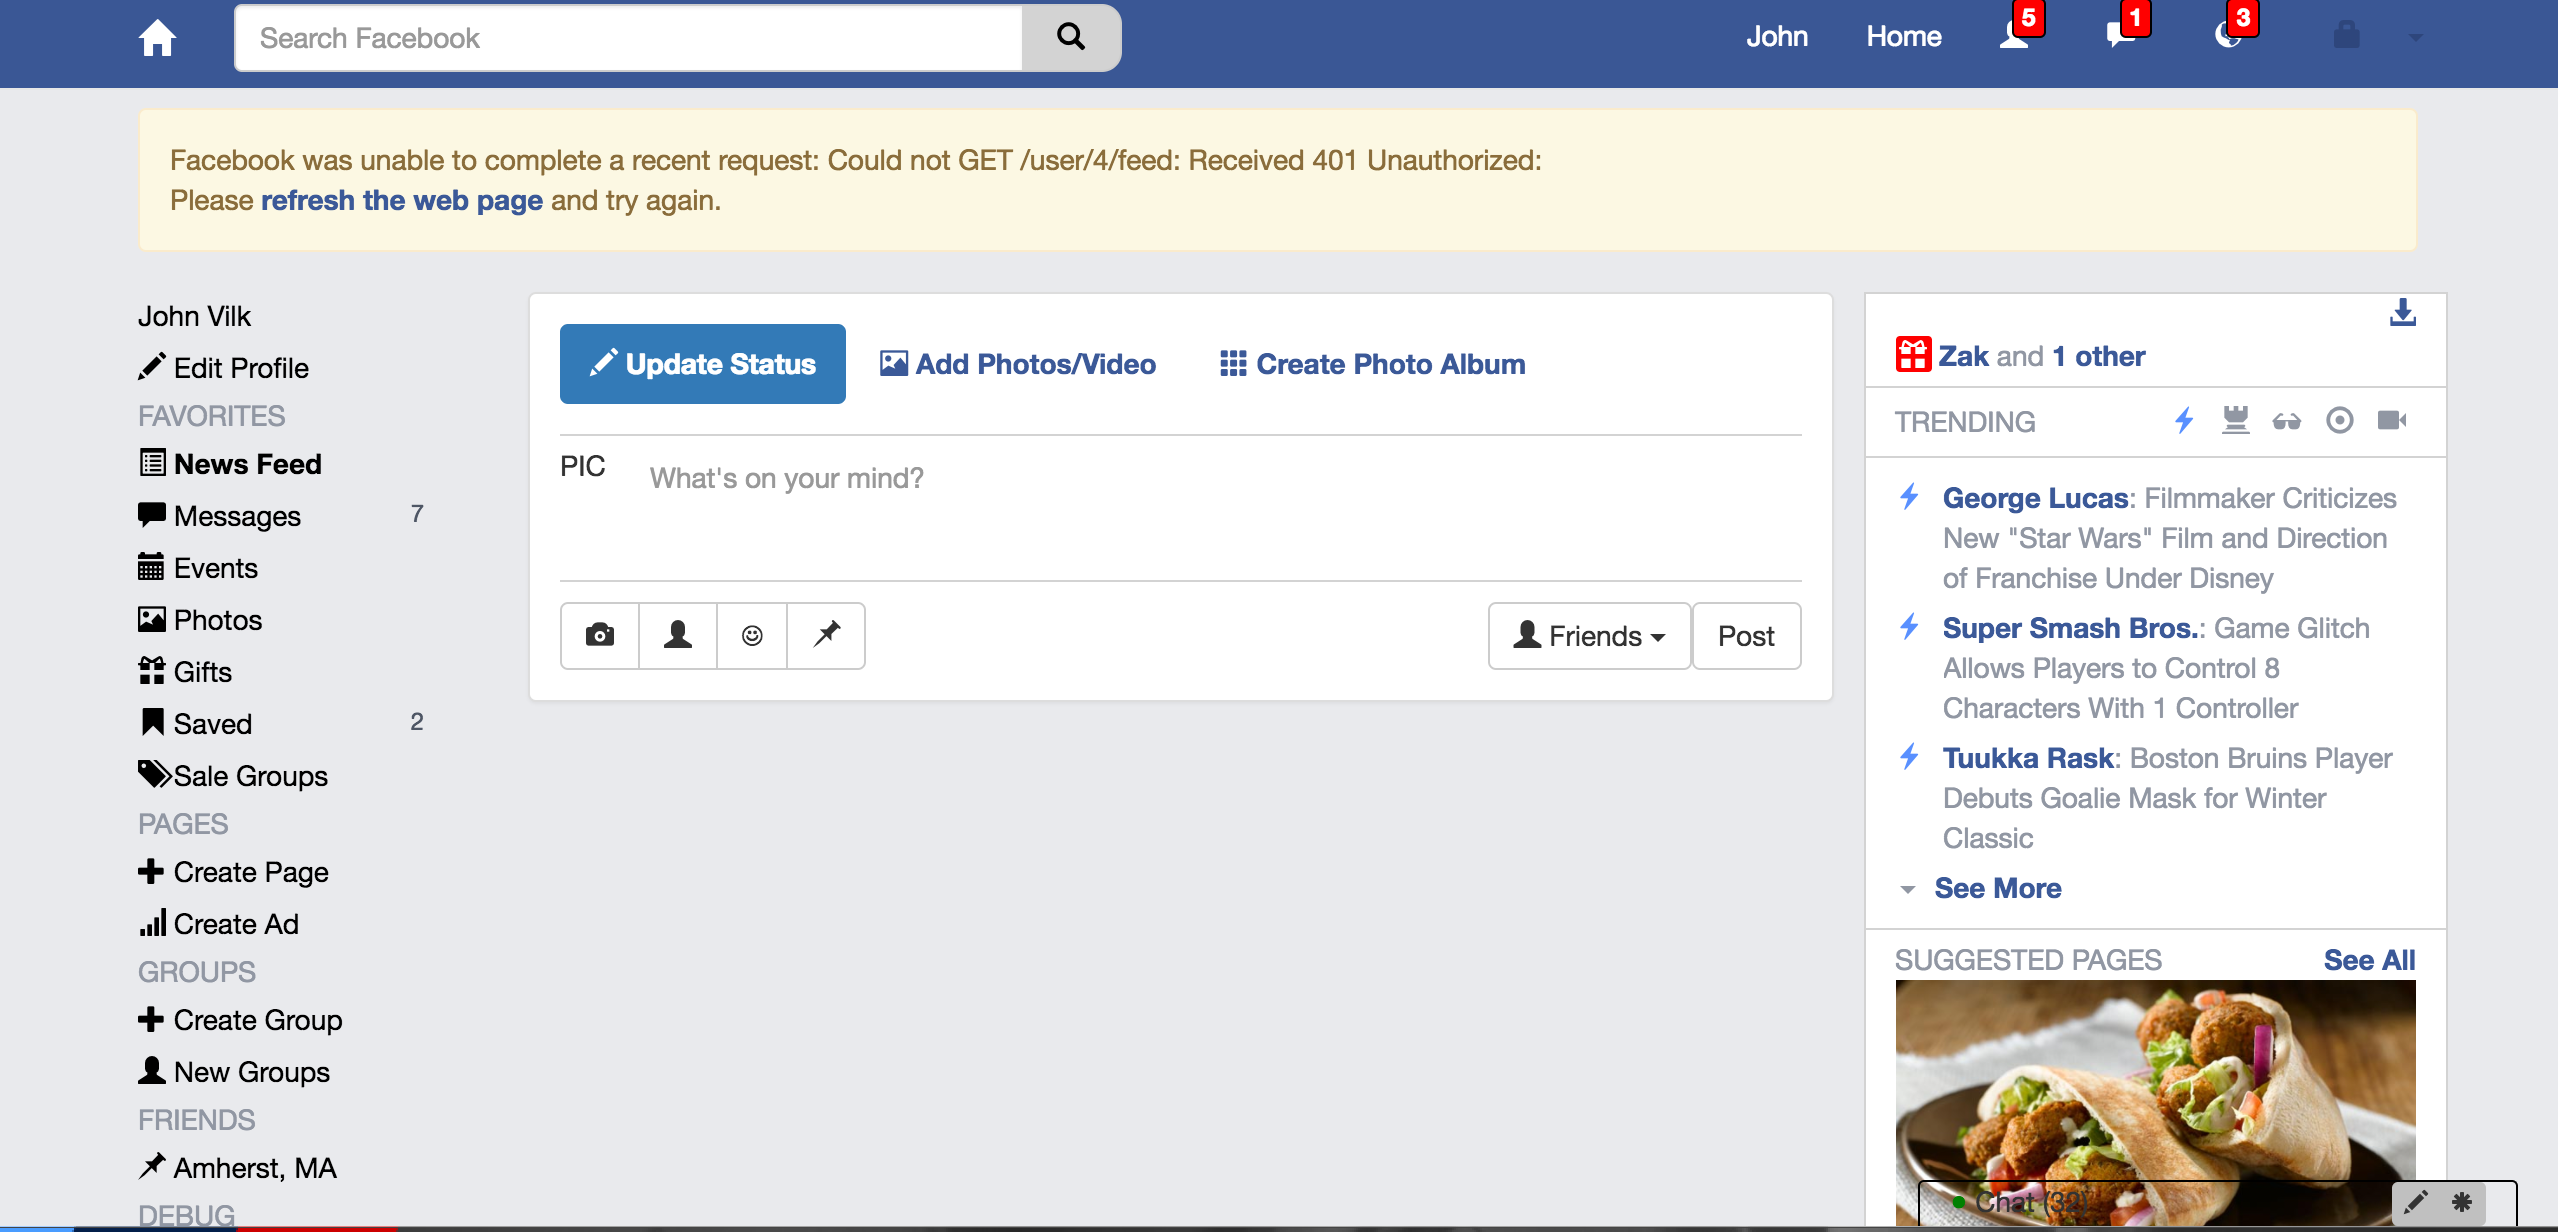 Search Facebook
John
Home
5
1
3
Facebook was unable to complete a recent request: Could not GET /user/4/feed: Received 401 Unauthorized:
Please refresh the web page and try again.
John Vilk
Edit Profile
FAVORITES
News Feed
Messages 7
Events
Photos
Gifts
Saved 2
Sale Groups
PAGES
Create Page
Create Ad
GROUPS
Create Group
New Groups
FRIENDS
Amherst, MA
DEBUG
Update Status
Add Photos/Video
Create Photo Album
PIC
What's on your mind?
Friends
Post
Zak and 1 other
TRENDING
George Lucas: Filmmaker Criticizes
New "Star Wars" Film and Direction
of Franchise Under Disney
Super Smash Bros.: Game Glitch
Allows Players to Control 8
Characters With 1 Controller
Tuukka Rask: Boston Bruins Player
Debuts Goalie Mask for Winter
Classic
See More
SUGGESTED PAGES
See All
Chat (32)